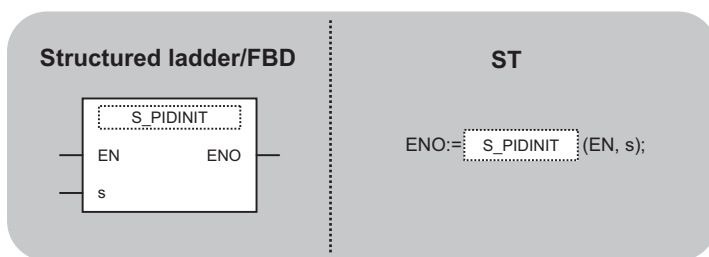 Structured ladder/FBD
S_PIDINIT
EN ENO
s
ST
ENO:= S_PIDINIT (EN, s);